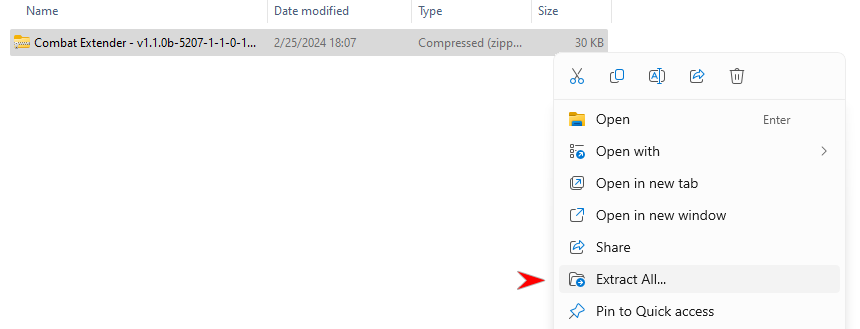 Name Date modified Type Size
Combat Extender - v1.1.0b-5207-1-1-0-1... 2/25/2024 18:07 Compressed (zipp... 30 KB
Open Enter
Open with
Open in new tab
Open in new window
Share
Extract All...
Pin to Quick access